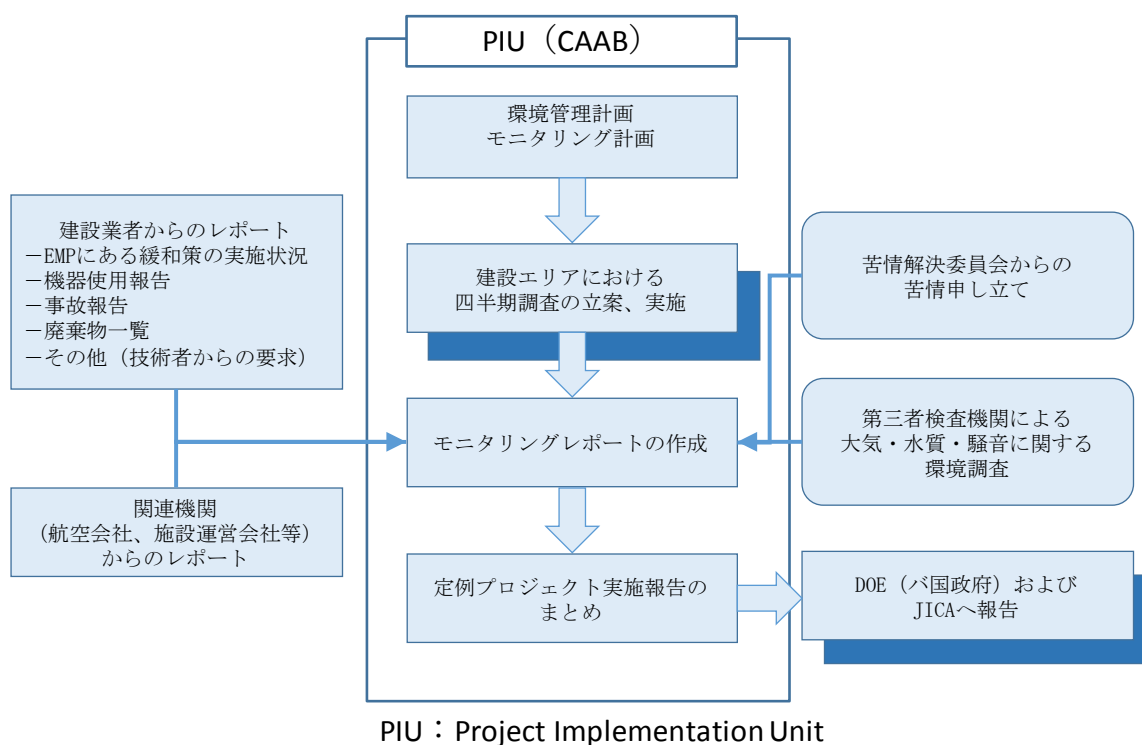 PIU（CAAB）
環境管理計画
モニタリング計画
建設業者からのレポート
－EMPにある緩和策の実施状況
－機器使用報告
－事故報告
－廃棄物一覧
－その他（技術者からの要求）
建設エリアにおける
四半期調査の立案、実施
苦情解決委員会からの
苦情申し立て
モニタリングレポートの作成
第三者検査機関による
大気・水質・騒音に関する
環境調査
関連機関
（航空会社、施設運営会社等）
からのレポート
定例プロジェクト実施報告の
まとめ
DOE（バ国政府）および
JICAへ報告
PIU：Project Implementation Unit